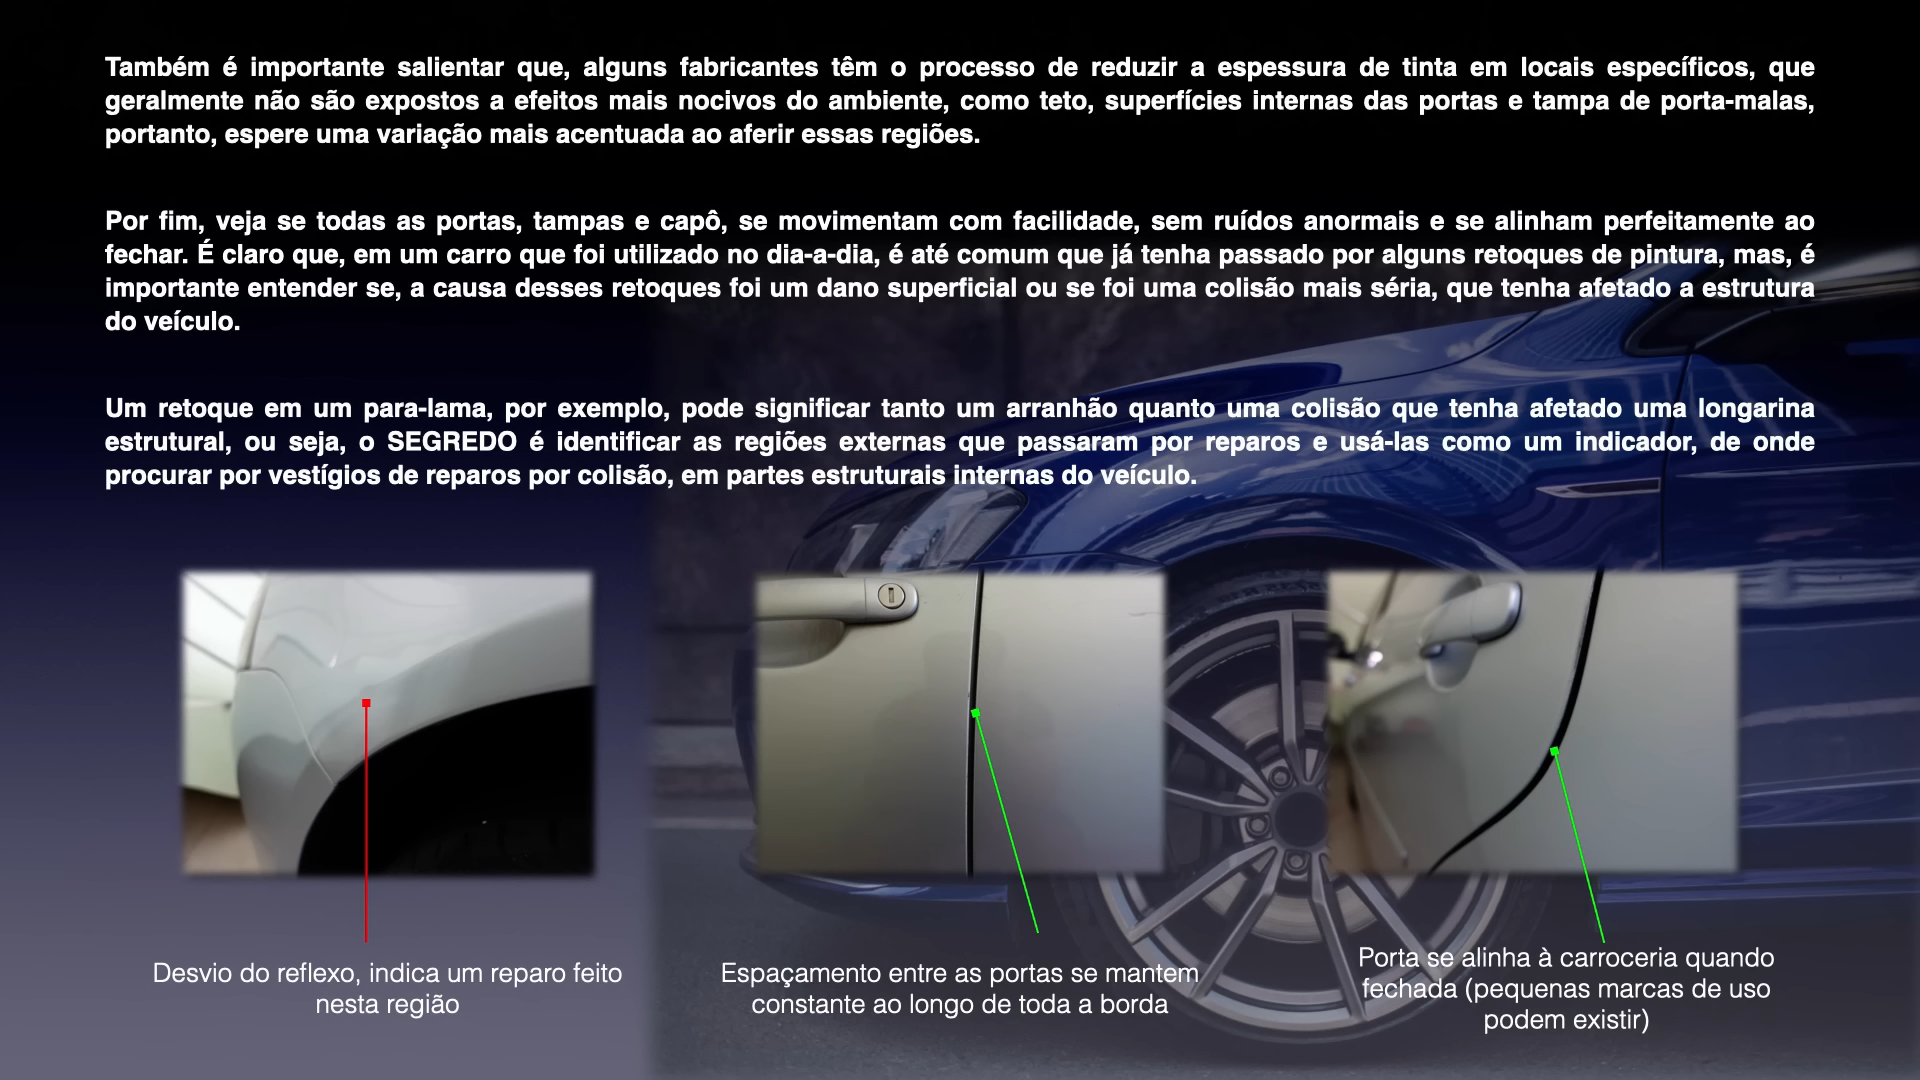 Também é importante salientar que, alguns fabricantes têm o processo de reduzir a espessura de tinta em locais específicos, que
geralmente não são expostos a efeitos mais nocivos do ambiente, como teto, superfícies internas das portas e tampa de porta-malas,
portanto, espere uma variação mais acentuada ao aferir essas regiões.
Por fim, veja se todas as portas, tampas e capô, se movimentam com facilidade, sem ruídos anormais e se alinham perfeitamente ao
fechar. É claro que, em um carro que foi utilizado no dia-a-dia, é até comum que já tenha passado por alguns retoques de pintura, mas, é
importante entender se, a causa desses retoques foi um dano superficial ou se foi uma colisão mais séria, que tenha afetado a estrutura
do veículo.
Um retoque em um para-lama, por exemplo, pode significar tanto um arranhão quanto uma colisão que tenha afetado uma longarina
estrutural, ou seja, o SEGREDO é identificar as regiões externas que passaram por reparos e usá-las como um indicador, de onde
procurar por vestígios de reparos por colisão, em partes estruturais internas do veículo.
Desvio do reflexo, indica um reparo feito
nesta região
Espaçamento entre as portas se mantem
constante ao longo de toda a borda
Porta se alinha à carroceria quando
fechada (pequenas marcas de uso
podem existir)